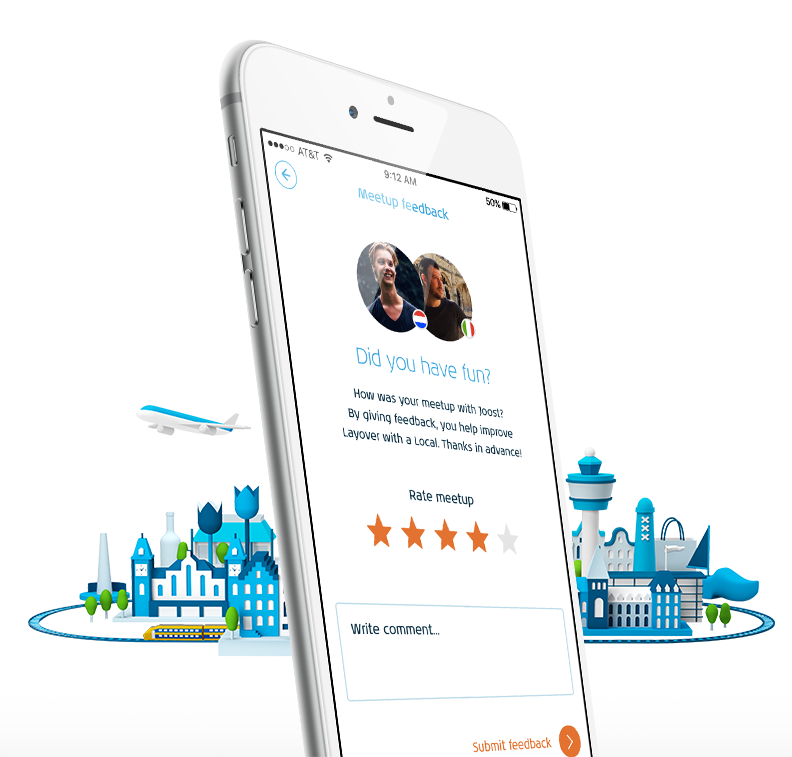 AT&T
9:12 AM
50%
Meetup feedback
Did you have fun?
How was your meetup with Joost?
By giving feedback, you help improve
Layover with a Local. Thanks in advance!
Rate meetup
Write comment...
Submit feedback